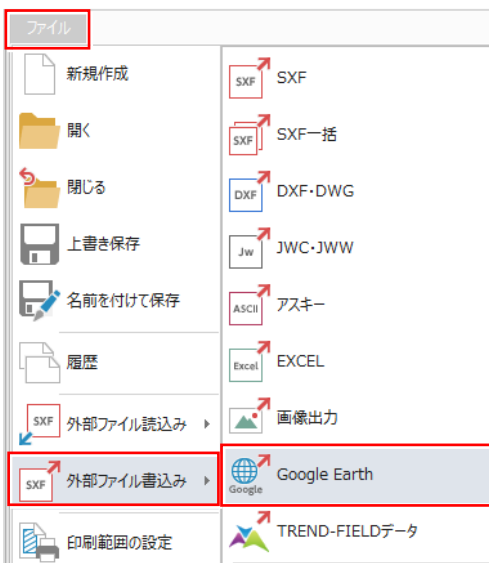 ファイル
新規作成
開く
閉じる
上書き保存
名前を付けて保存
履歴
SXF 外部ファイル読込み
SXF 外部ファイル書込み
印刷範囲の設定
SXF SXF
SXF SXF一括
DXF DXF・DWG
Jw JWC・JWW
ASCII アスキー
Excel EXCEL
画像出力
Google Google Earth
TREND-FIELDデータ